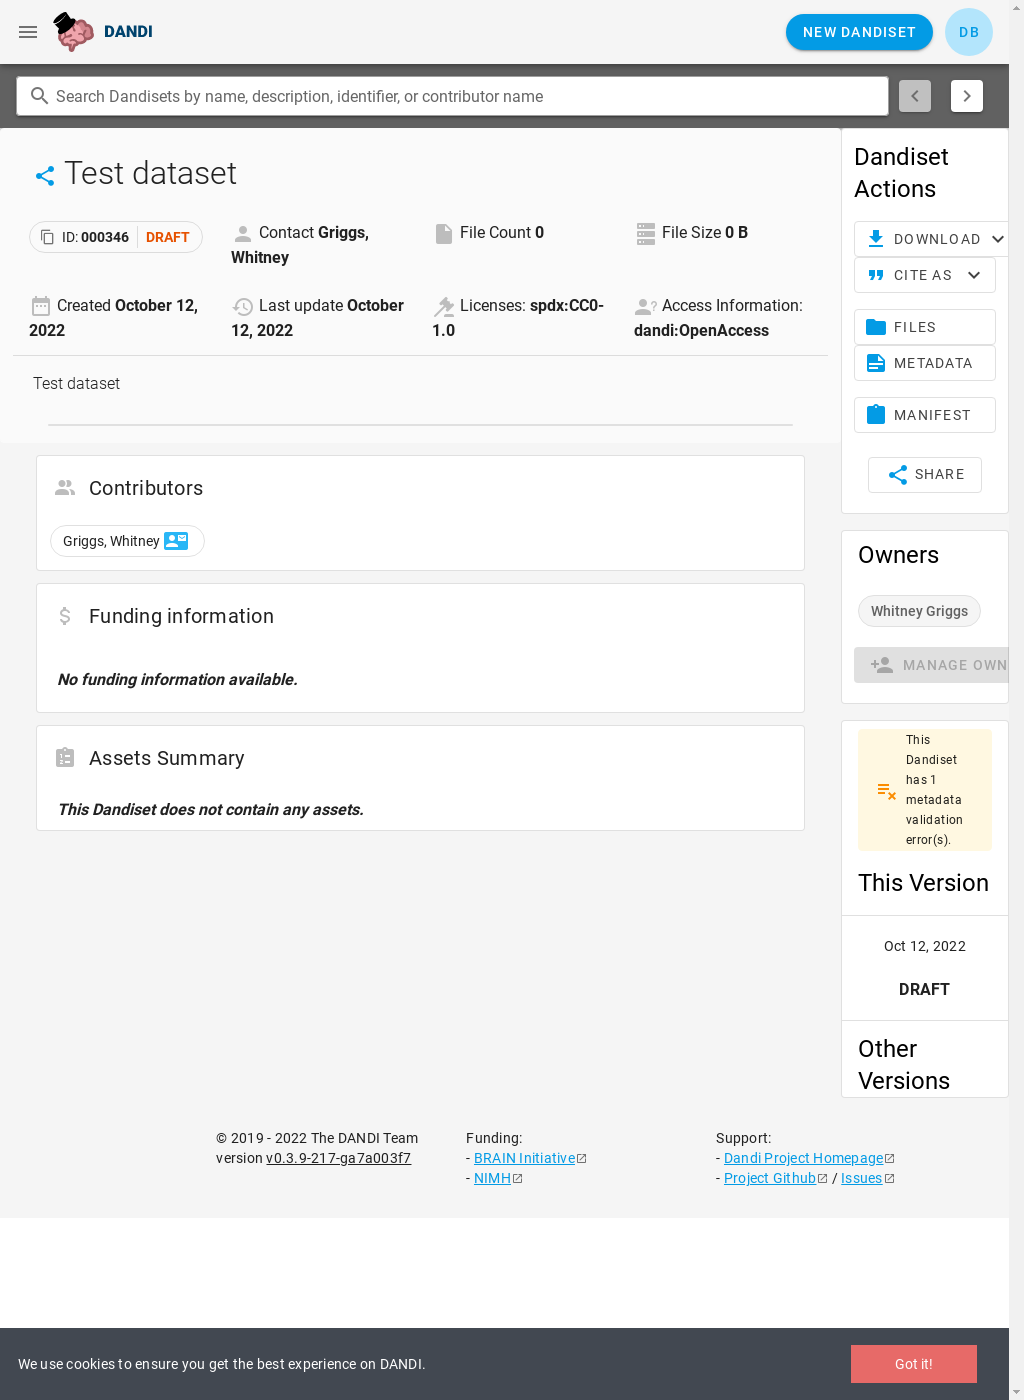 DANDI
NEW DANDISET
DB
Search Dandisets by name, description, identifier, or contributor name
Test dataset
ID: 000346 DRAFT
Contact Griggs, Whitney
File Count 0
File Size 0 B
Created October 12, 2022
Last update October 12, 2022
Licenses: spdx:CC0-1.0
Access Information: dandi:OpenAccess
Test dataset
Contributors
Griggs, Whitney
Funding information
No funding information available.
Assets Summary
This Dandiset does not contain any assets.
Dandiset
Actions
DOWNLOAD
CITE AS
FILES
METADATA
MANIFEST
SHARE
Owners
Whitney Griggs
MANAGE OWN
This
Dandiset
has 1
metadata
validation
error(s).
This Version
Oct 12, 2022
DRAFT
Other
Versions
© 2019 - 2022 The DANDI Team
version v0.3.9-217-ga7a003f7
Funding:
- BRAIN Initiative
- NIMH
Support:
- Dandi Project Homepage
- Project Github / Issues
We use cookies to ensure you get the best experience on DANDI.
Got it!